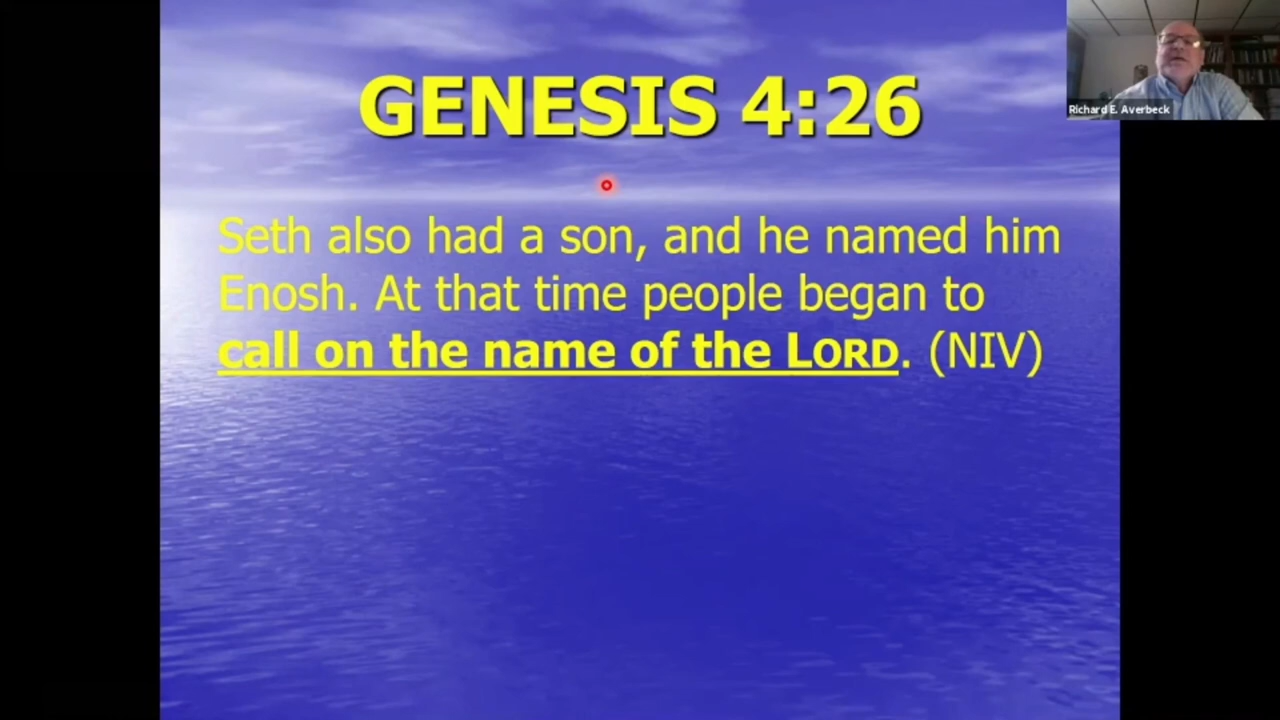 GENESIS 4:26
Richard E. Averbeck
Seth also had a son, and he named him
Enosh. At that time people began to
call on the name of the LORD. (NIV)